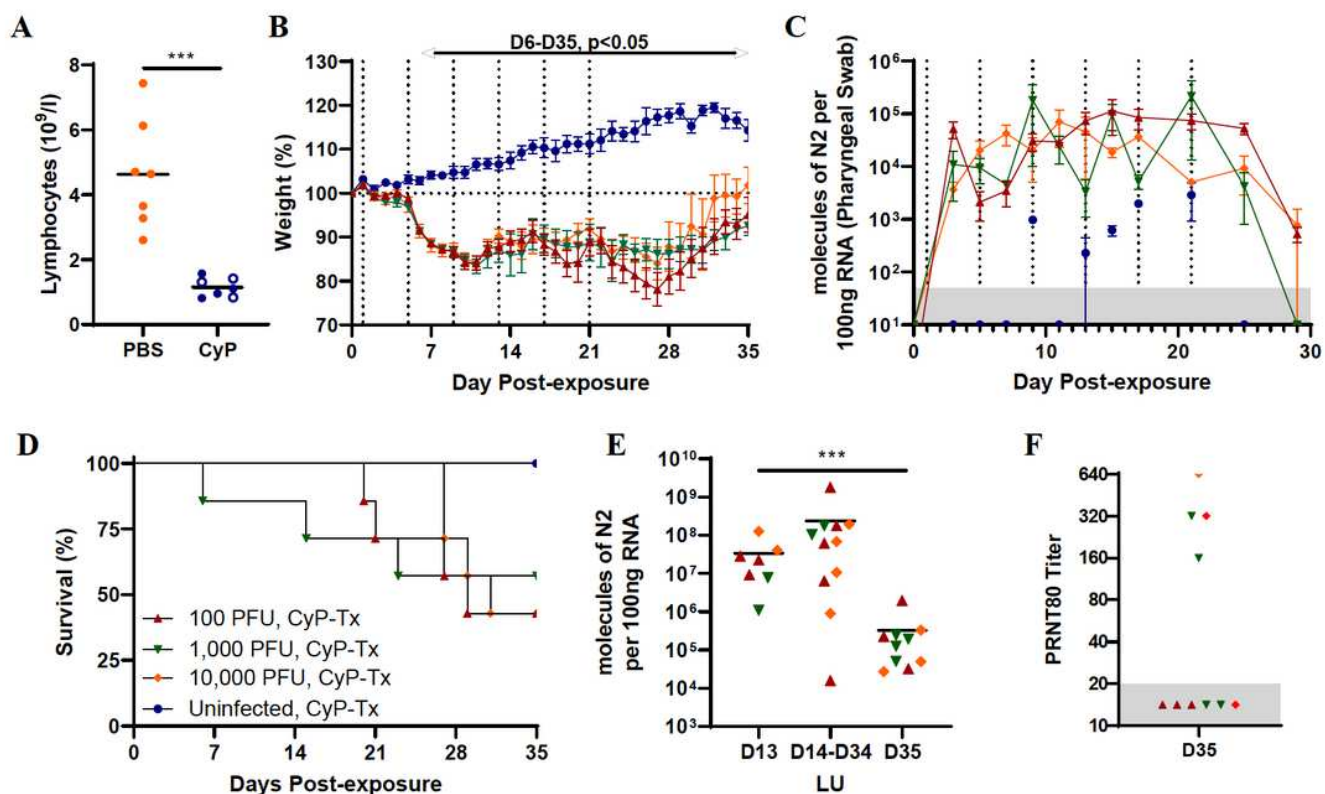 A
***
Lymphocytes (10⁹/l)
8
6
4
2
0
PBS
CyP
B
D6-D35, p<0.05
Weight (%)
130
120
110
100
90
80
70
0
7
14
21
28
35
Day Post-exposure
C
molecules of N2 per
100ng RNA (Pharyngeal Swab)
10⁶
10⁵
10⁴
10³
10²
10¹
0
10
20
30
Day Post-exposure
D
Survival (%)
100
75
50
25
0
100 PFU, CyP-Tx
1,000 PFU, CyP-Tx
10,000 PFU, CyP-Tx
Uninfected, CyP-Tx
0
7
14
21
28
35
Days Post-exposure
E
***
molecules of N2
per 100ng RNA
10¹⁰
10⁹
10⁸
10⁷
10⁶
10⁵
10⁴
10³
D13
D14-D34
D35
LU
F
PRNT80 Titer
640
320
160
80
40
20
10
D35